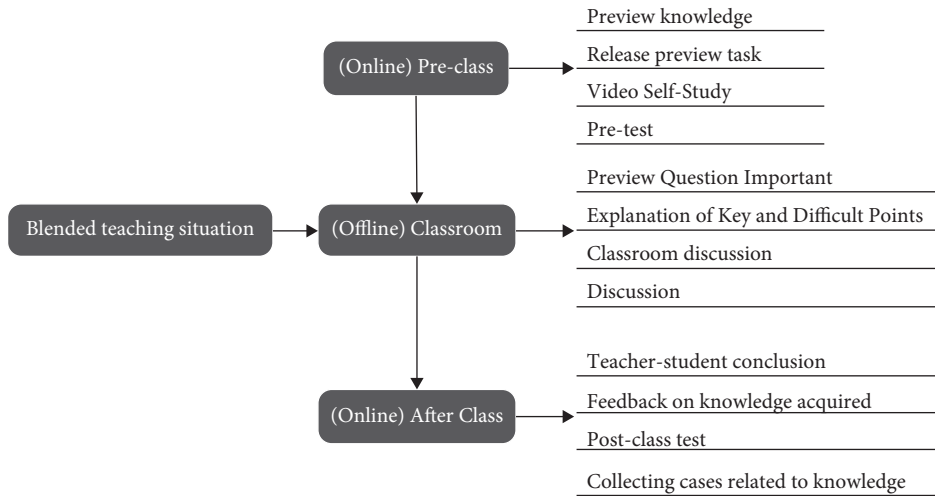 Preview knowledge
(Online) Pre-class
Release preview task
Video Self-Study
Pre-test
Preview Question Important
Blended teaching situation
(Offline) Classroom
Explanation of Key and Difficult Points
Classroom discussion
Discussion
Teacher-student conclusion
(Online) After Class
Feedback on knowledge acquired
Post-class test
Collecting cases related to knowledge